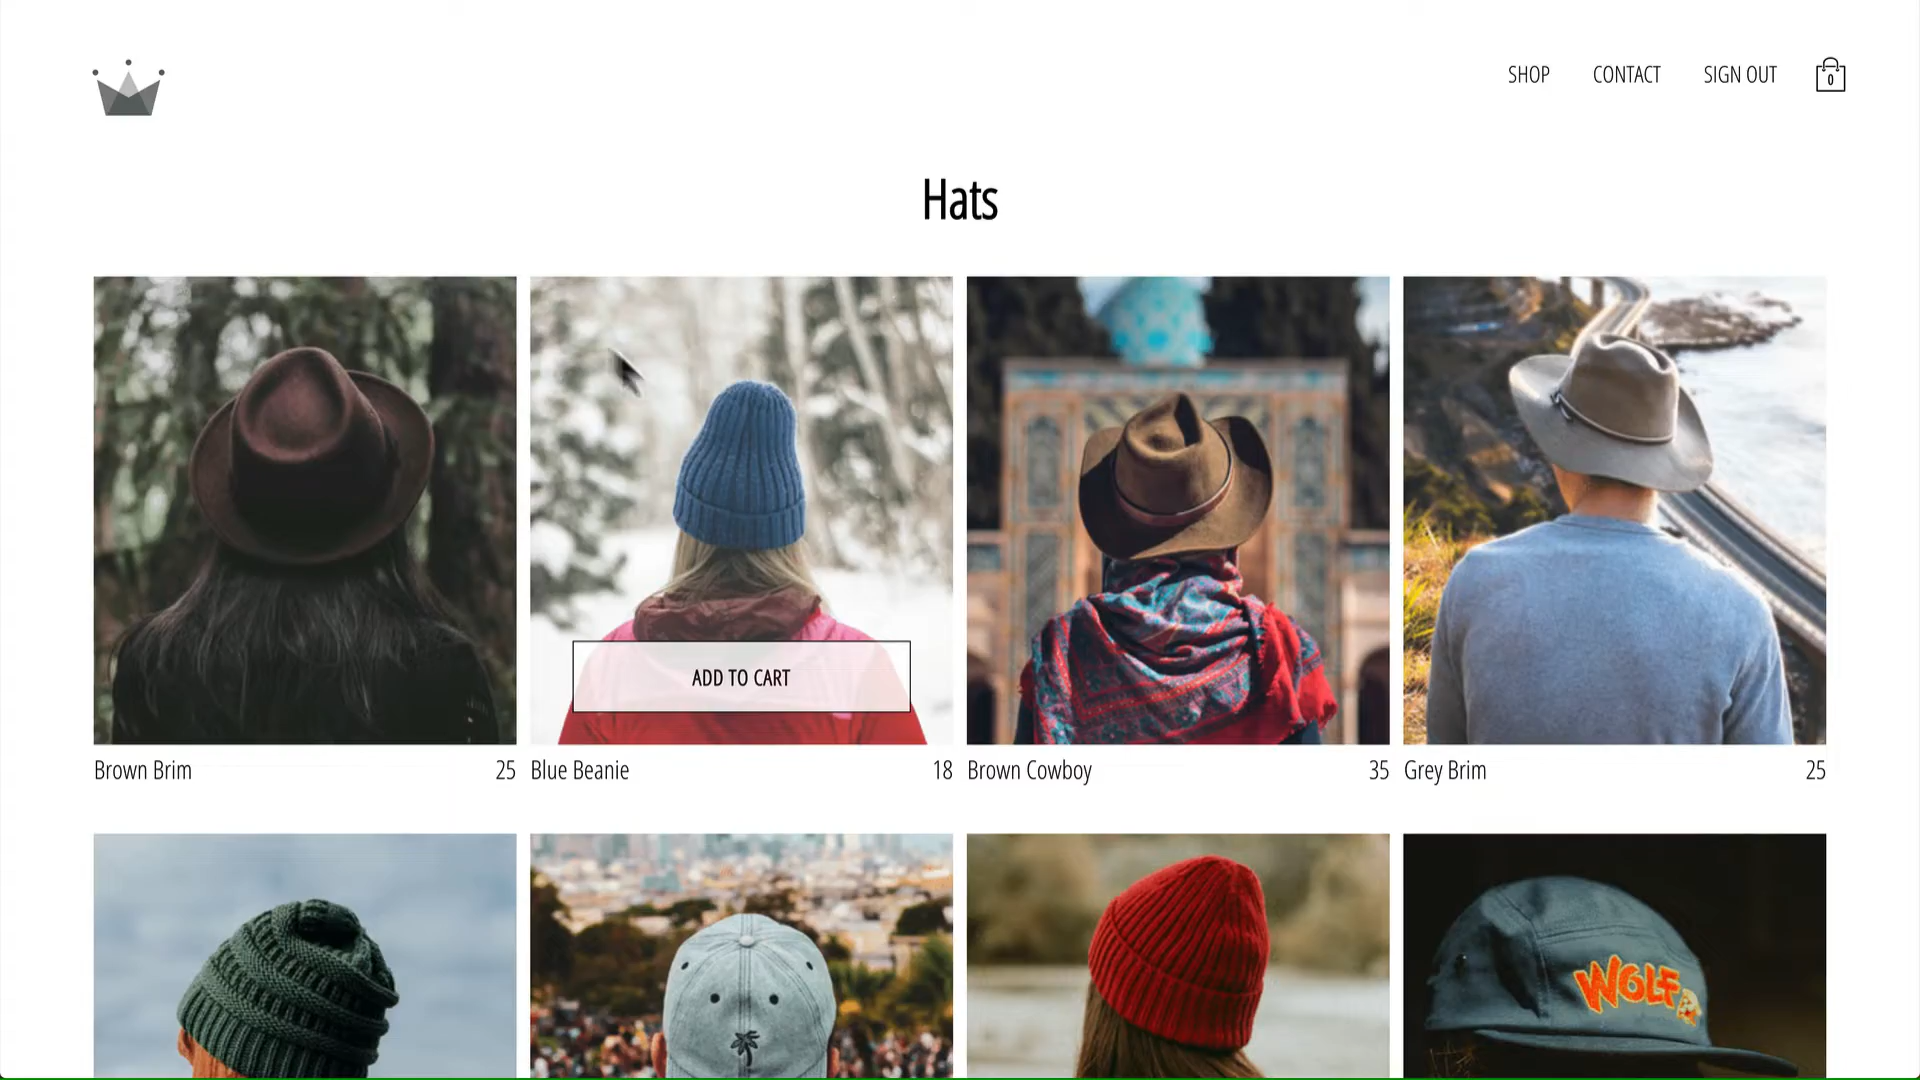 SHOP CONTACT SIGN OUT 0
Hats
ADD TO CART
Brown Brim 25 Blue Beanie 18 Brown Cowboy 35 Grey Brim 25
WOLF